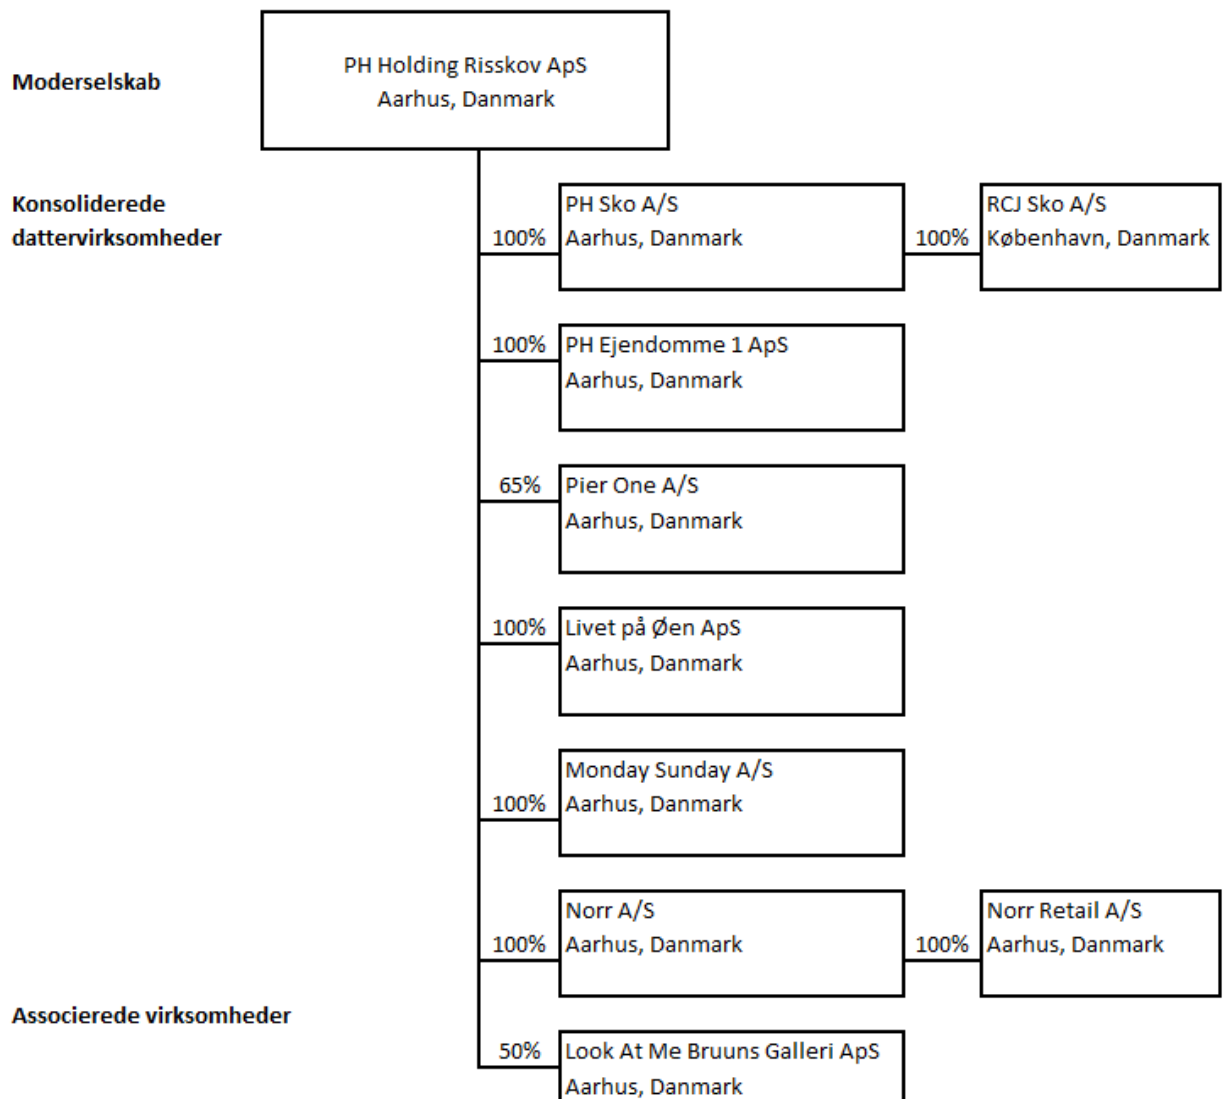 Moderselskab
PH Holding Risskov ApS
Aarhus, Danmark
Konsoliderede
dattervirksomheder
100%
PH Sko A/S
Aarhus, Danmark
100%
RCJ Sko A/S
København, Danmark
100%
PH Ejendomme 1 ApS
Aarhus, Danmark
65%
Pier One A/S
Aarhus, Danmark
100%
Livet på Øen ApS
Aarhus, Danmark
100%
Monday Sunday A/S
Aarhus, Danmark
100%
Norr A/S
Aarhus, Danmark
100%
Norr Retail A/S
Aarhus, Danmark
Associerede virksomheder
50%
Look At Me Bruuns Galleri ApS
Aarhus, Danmark